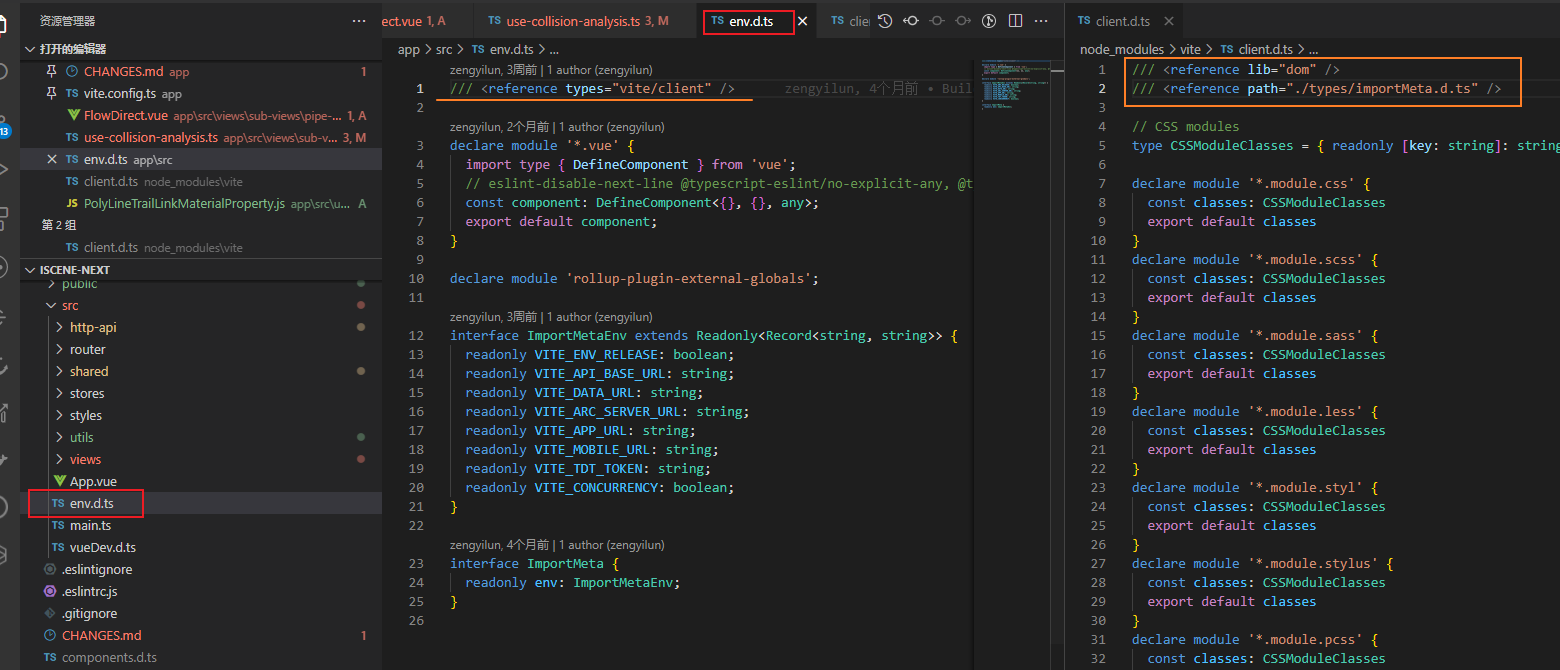 资源管理器 ···
打开的编辑器
CHANGES.md app 1
vite.config.ts app
FlowDirect.vue app\src\views\sub-views\pipe-... 1, A
use-collision-analysis.ts app\src\views\sub-v... 3, M
env.d.ts app\src
client.d.ts node_modules\vite
PolyLineTrailLinkMaterialProperty.js app\src\u... A
第 2 组
client.d.ts node_modules\vite
ISCENE-NEXT
public
src
http-api
router
shared
stores
styles
utils
views
App.vue
env.d.ts
main.ts
vueDev.d.ts
.eslintignore
.eslintrc.js
.gitignore
CHANGES.md 1
components.d.ts
13
ect.vue 1, A
TS use-collision-analysis.ts 3, M
TS env.d.ts
TS clie
app > src > TS env.d.ts > ...
zengyilun, 3周前 | 1 author (zengyilun)
1 /// <reference types="vite/client" /> zengyilun, 4个月前 • Buil
2
zengyilun, 2个月前 | 1 author (zengyilun)
3 declare module '*.vue' {
4 import type { DefineComponent } from 'vue';
5 // eslint-disable-next-line @typescript-eslint/no-explicit-any, @t
6 const component: DefineComponent<{}, {}, any>;
7 export default component;
8 }
9
10 declare module 'rollup-plugin-external-globals';
11
zengyilun, 3周前 | 1 author (zengyilun)
12 interface ImportMetaEnv extends Readonly<Record<string, string>> {
13 readonly VITE_ENV_RELEASE: boolean;
14 readonly VITE_API_BASE_URL: string;
15 readonly VITE_DATA_URL: string;
16 readonly VITE_ARC_SERVER_URL: string;
17 readonly VITE_APP_URL: string;
18 readonly VITE_MOBILE_URL: string;
19 readonly VITE_TDT_TOKEN: string;
20 readonly VITE_CONCURRENCY: boolean;
21 }
22
zengyilun, 4个月前 | 1 author (zengyilun)
23 interface ImportMeta {
24 readonly env: ImportMetaEnv;
25 }
26
TS client.d.ts
node_modules > vite > TS client.d.ts > ...
1 /// <reference lib="dom" />
2 /// <reference path="./types/importMeta.d.ts" />
3
4 // CSS modules
5 type CSSModuleClasses = { readonly [key: string]: string
6
7 declare module '*.module.css' {
8 const classes: CSSModuleClasses
9 export default classes
10 }
11 declare module '*.module.scss' {
12 const classes: CSSModuleClasses
13 export default classes
14 }
15 declare module '*.module.sass' {
16 const classes: CSSModuleClasses
17 export default classes
18 }
19 declare module '*.module.less' {
20 const classes: CSSModuleClasses
21 export default classes
22 }
23 declare module '*.module.styl' {
24 const classes: CSSModuleClasses
25 export default classes
26 }
27 declare module '*.module.stylus' {
28 const classes: CSSModuleClasses
29 export default classes
30 }
31 declare module '*.module.pcss' {
32 const classes: CSSModuleClasses